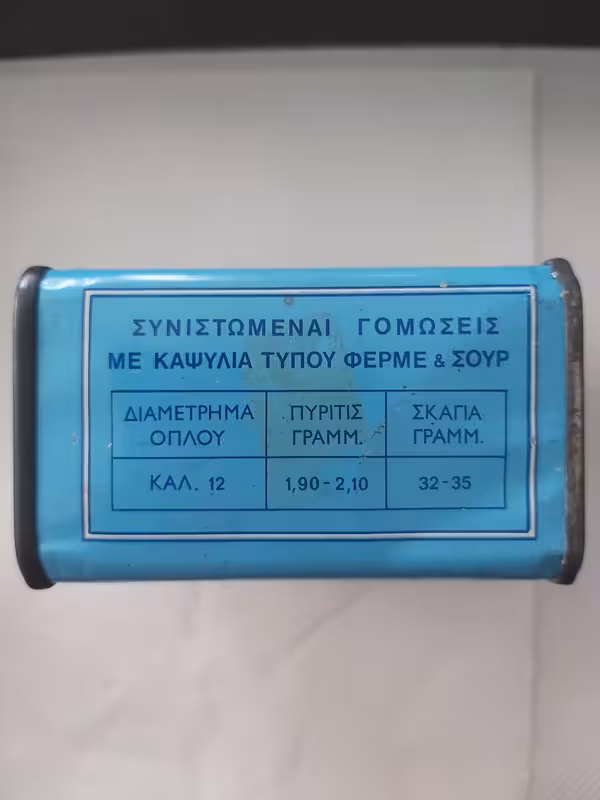 ΣΥΝΙΣΤΩΜΕΝΑΙ ΓΟΜΩΣΕΙΣ
ΜΕ ΚΑΨΥΛΙΑ ΤΥΠΟΥ ΦΕΡΜΕ & ΣΟΥΡ
ΔΙΑΜΕΤΡΗΜΑ ΟΠΛΟΥ
ΠΥΡΙΤΙΣ ΓΡΑΜΜ.
ΣΚΑΓΙΑ ΓΡΑΜΜ.
ΚΑΛ. 12
1,90-2,10
32-35